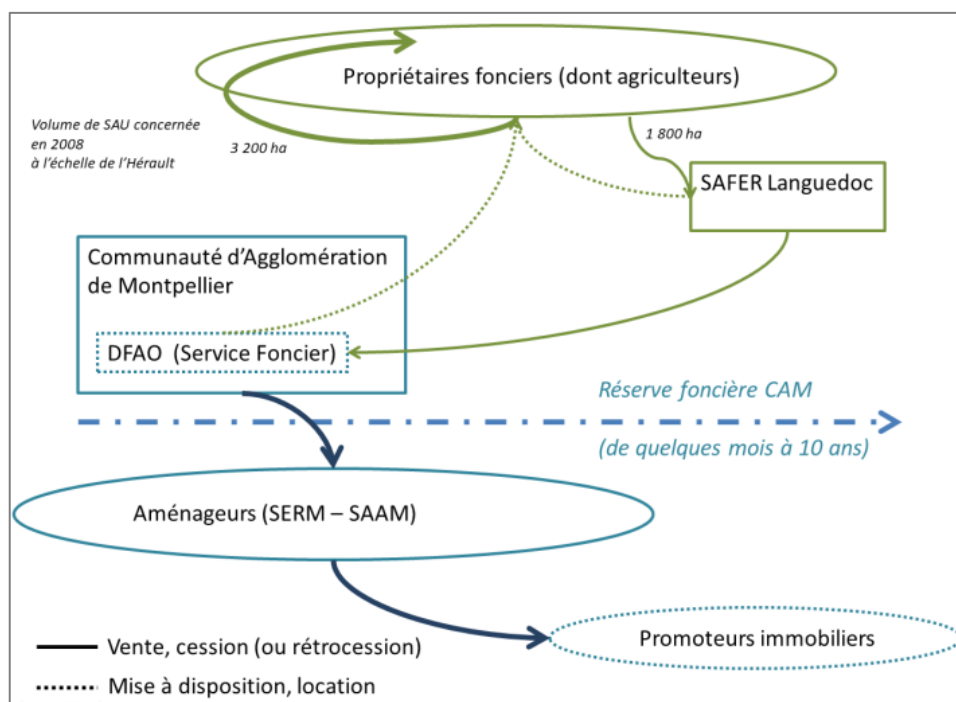 Propriétaires fonciers (dont agriculteurs)
Volume de SAU concernée
en 2008
à l'échelle de l'Hérault
3 200 ha
1 800 ha
SAFER Languedoc
Communauté d'Agglomération
de Montpellier
DFAO (Service Foncier)
Réserve foncière CAM
(de quelques mois à 10 ans)
Aménageurs (SERM – SAAM)
Promoteurs immobiliers
Vente, cession (ou rétrocession)
Mise à disposition, location